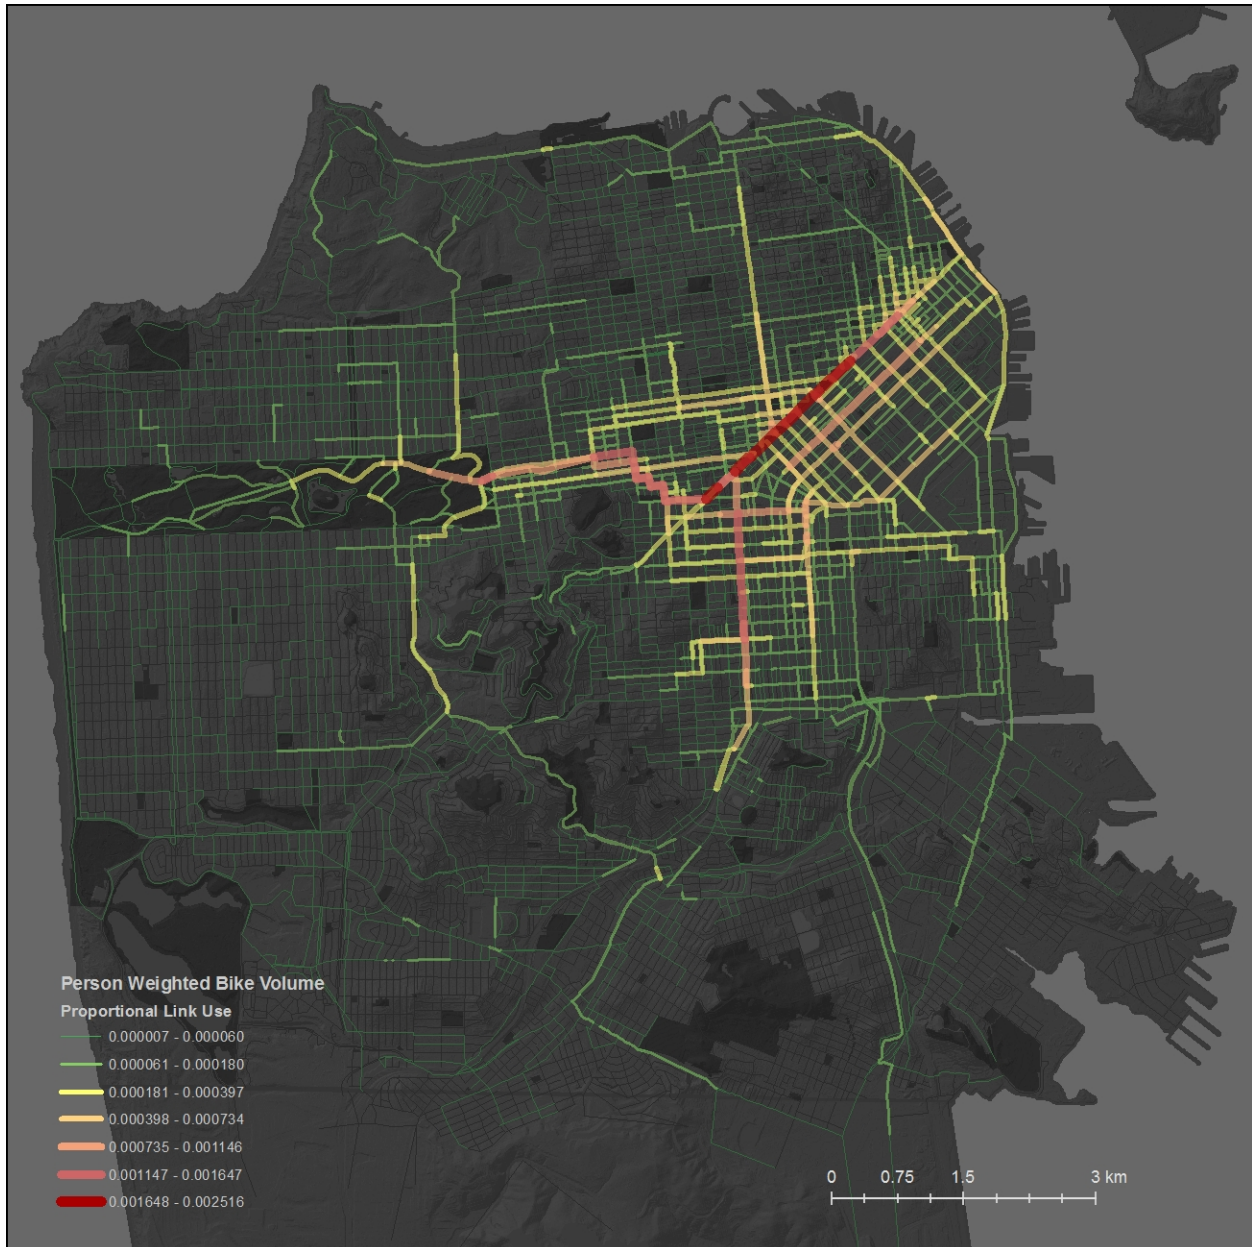 Person Weighted Bike Volume
Proportional Link Use
0.000007 - 0.000060
0.000061 - 0.000180
0.000181 - 0.000397
0.000398 - 0.000734
0.000735 - 0.001146
0.001147 - 0.001647
0.001648 - 0.002516
0 0.75 1.5 3 km